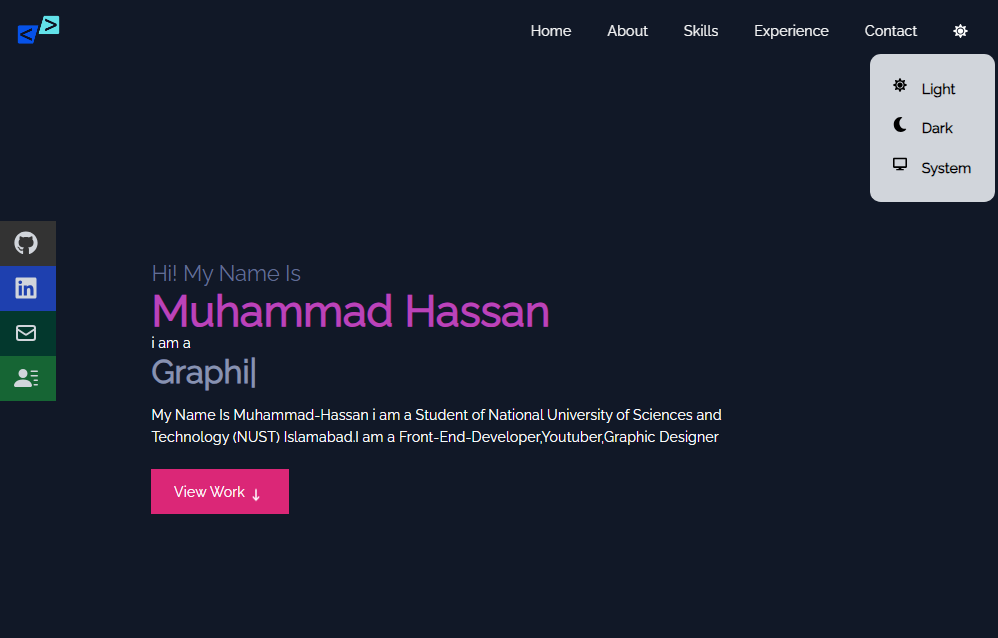 < >
Home About Skills Experience Contact
Light
Dark
System
Hi! My Name Is
Muhammad Hassan
i am a
Graphi|
My Name Is Muhammad-Hassan i am a Student of National University of Sciences and
Technology (NUST) Islamabad.I am a Front-End-Developer,Youtuber,Graphic Designer
View Work ↓
in